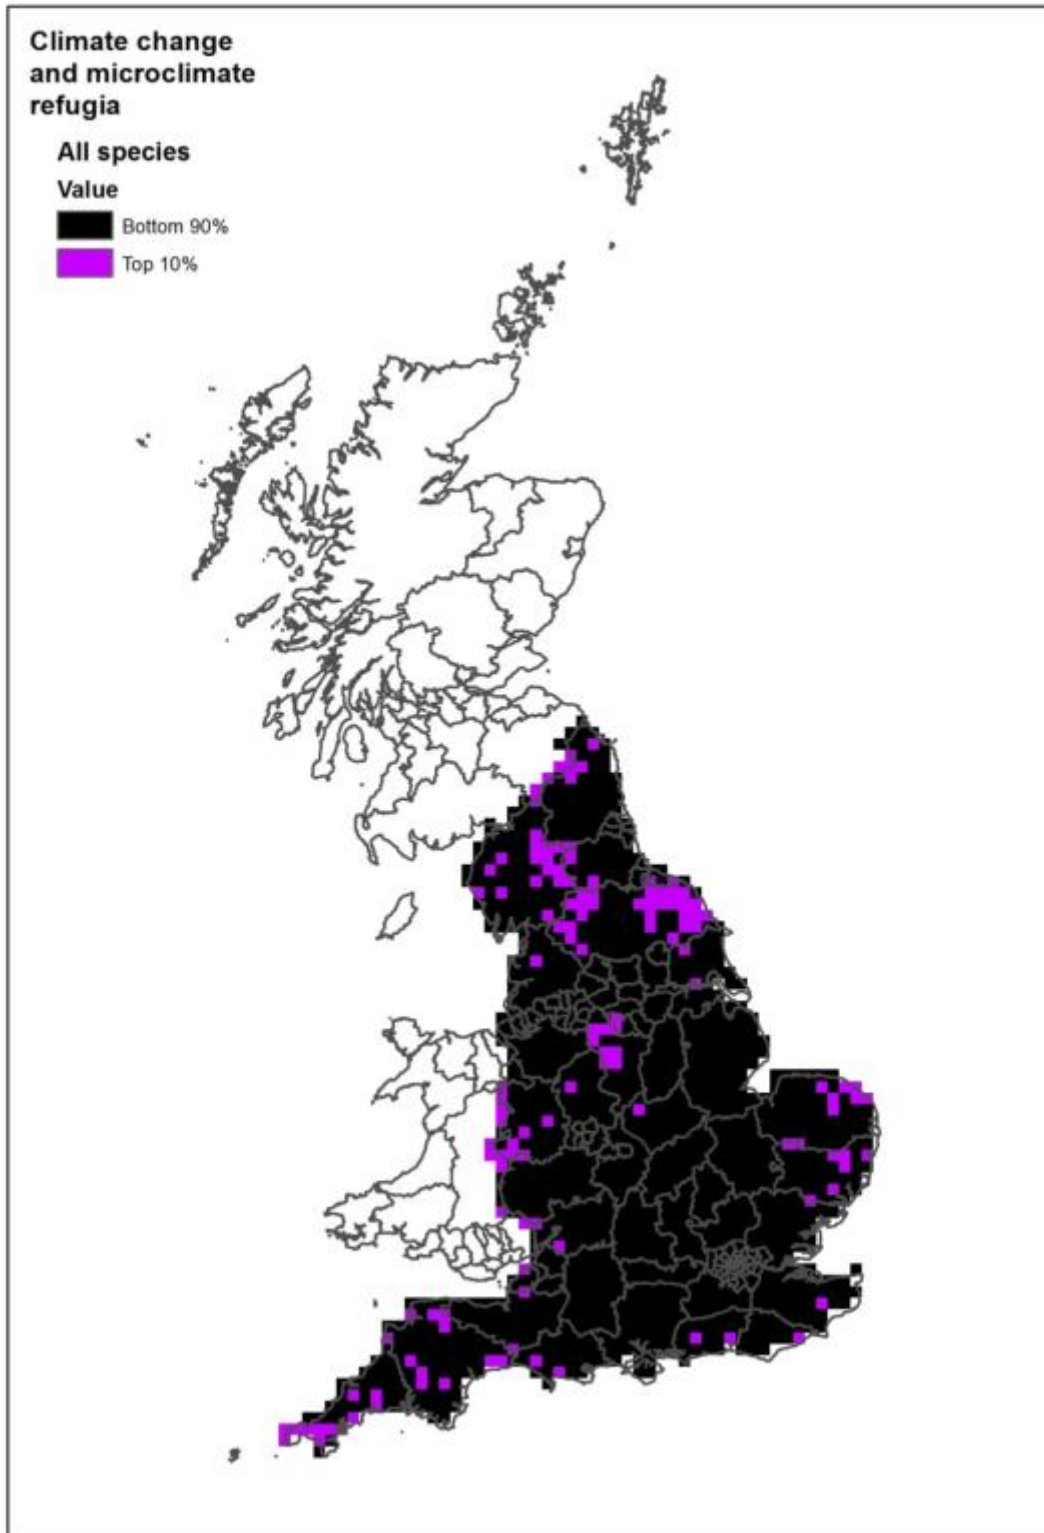 Climate change
and microclimate
refugia
All species
Value
Bottom 90%
Top 10%